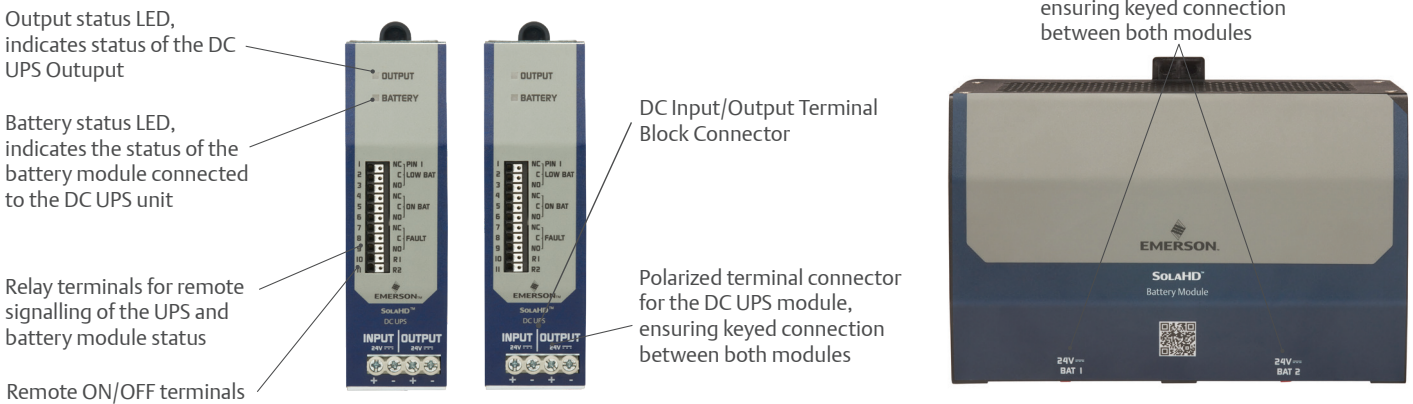 Output status LED,
indicates status of the DC
UPS Outuput
Battery status LED,
indicates the status of the
battery module connected
to the DC UPS unit
Relay terminals for remote
signalling of the UPS and
battery module status
Remote ON/OFF terminals
OUTPUT
BATTERY
1 NC PIN 1
2 C LOW BAT
3 NO
4 NC
5 C ON BAT
6 NO
7 NC
8 C FAULT
9 NO
10 R1
11 R2
EMERSON™
SOLAHD™
DC UPS
INPUT OUTPUT
24V 24V
+ - + -
OUTPUT
BATTERY
1 NC PIN 1
2 C LOW BAT
3 NO
4 NC
5 C ON BAT
6 NO
7 NC
8 C FAULT
9 NO
10 R1
11 R2
EMERSON™
SOLAHD™
DC UPS
INPUT OUTPUT
24V 24V
+ - + -
DC Input/Output Terminal
Block Connector
Polarized terminal connector
for the DC UPS module,
ensuring keyed connection
between both modules
ensuring keyed connection
between both modules
EMERSON
SOLAHD™
Battery Module
24V
BAT 1
24V
BAT 2